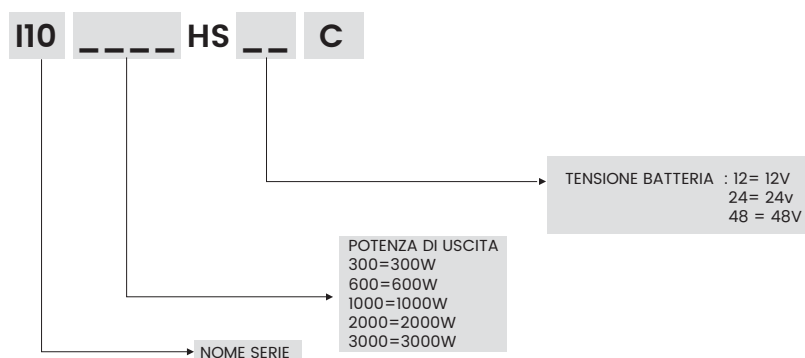 I10 _ _ _ _ HS _ _ C
TENSIONE BATTERIA : 12= 12V
24= 24v
48 = 48V
POTENZA DI USCITA
300=300W
600=600W
1000=1000W
2000=2000W
3000=3000W
NOME SERIE